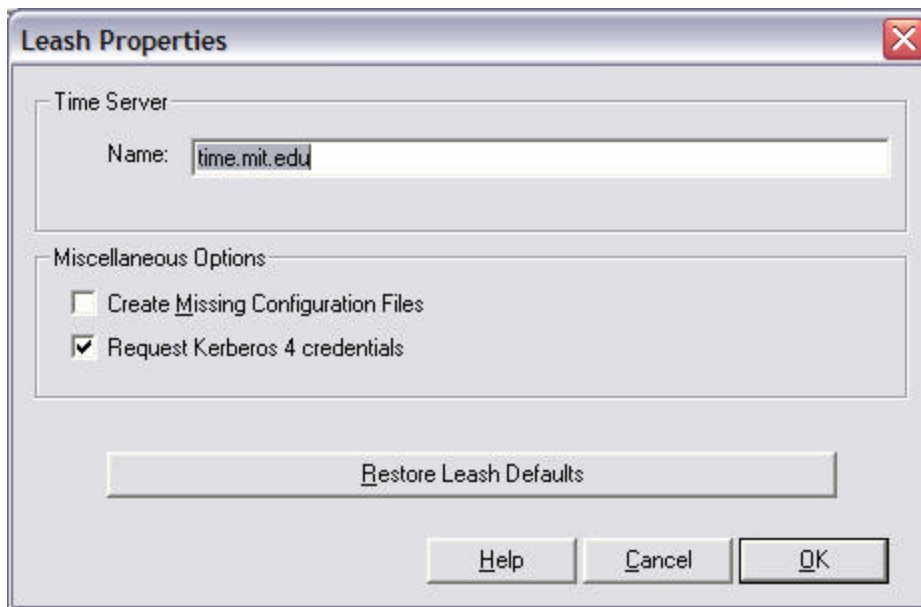 Leash Properties
Time Server
Name: time.mit.edu
Miscellaneous Options
Create Missing Configuration Files
Request Kerberos 4 credentials
Restore Leash Defaults
Help Cancel OK